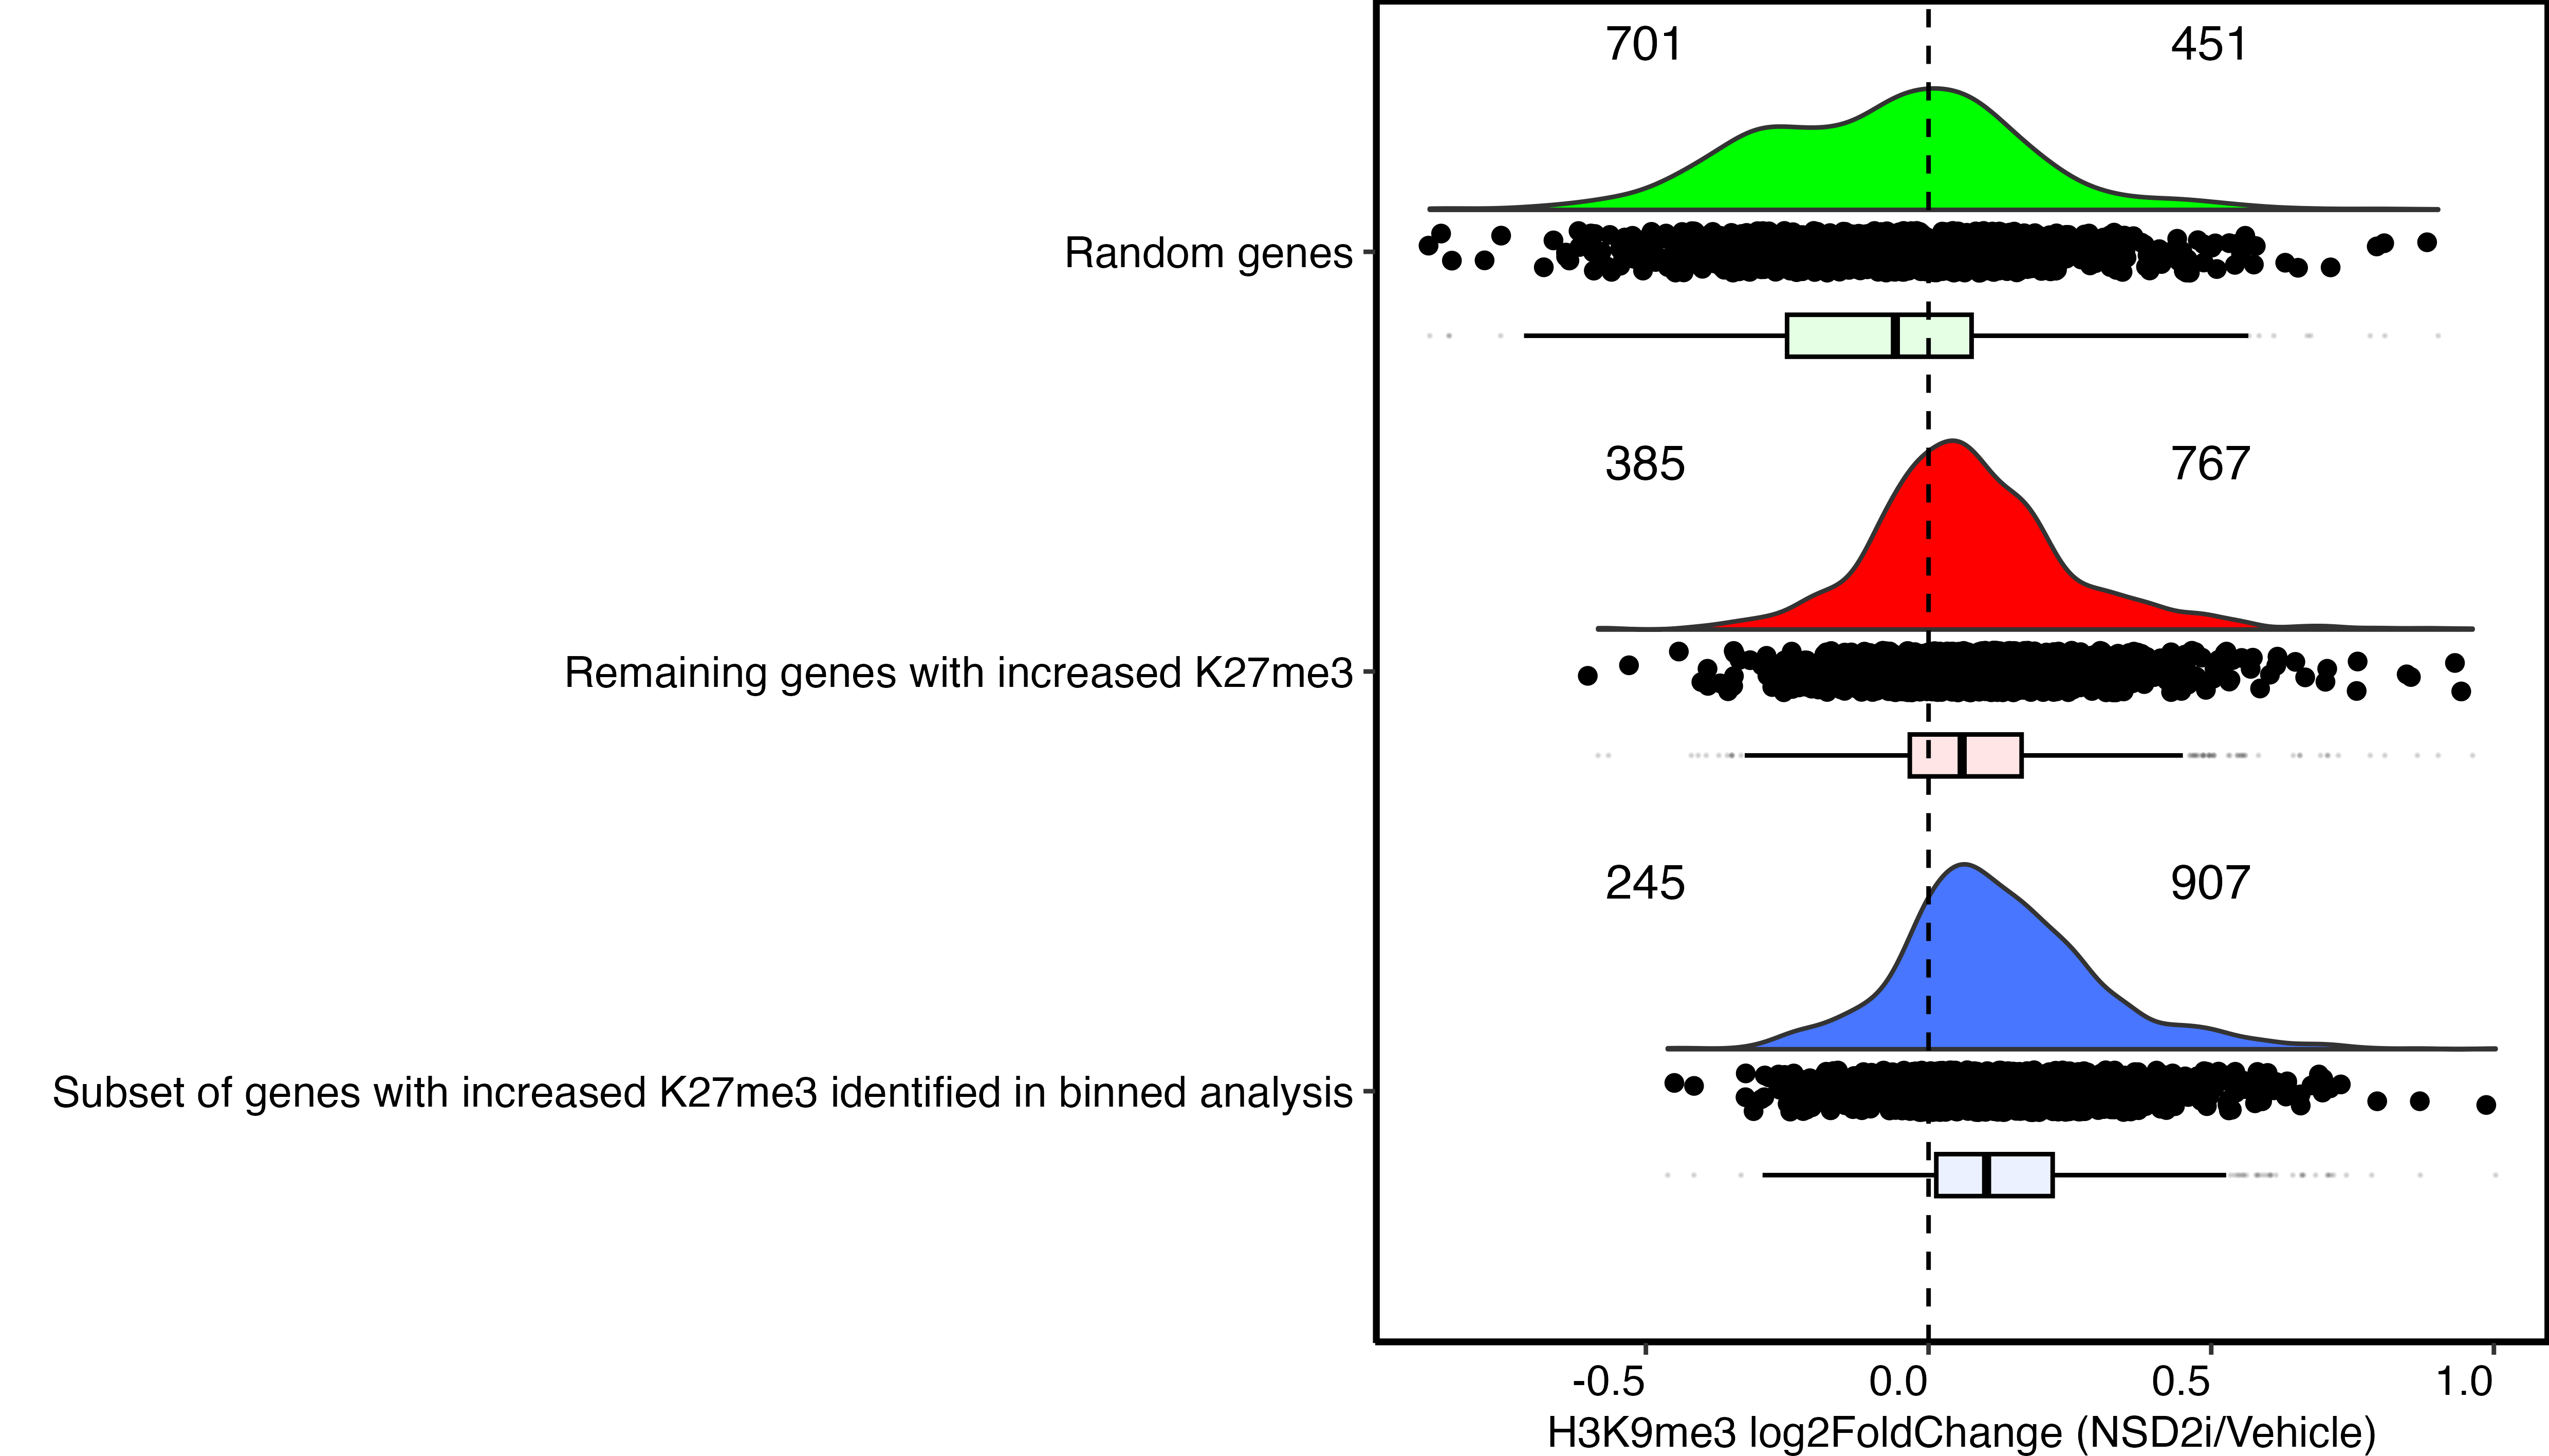 701 451
Random genes
385 767
Remaining genes with increased K27me3
245 907
Subset of genes with increased K27me3 identified in binned analysis
-0.5 0.0 0.5 1.0
H3K9me3 log2FoldChange (NSD2i/Vehicle)